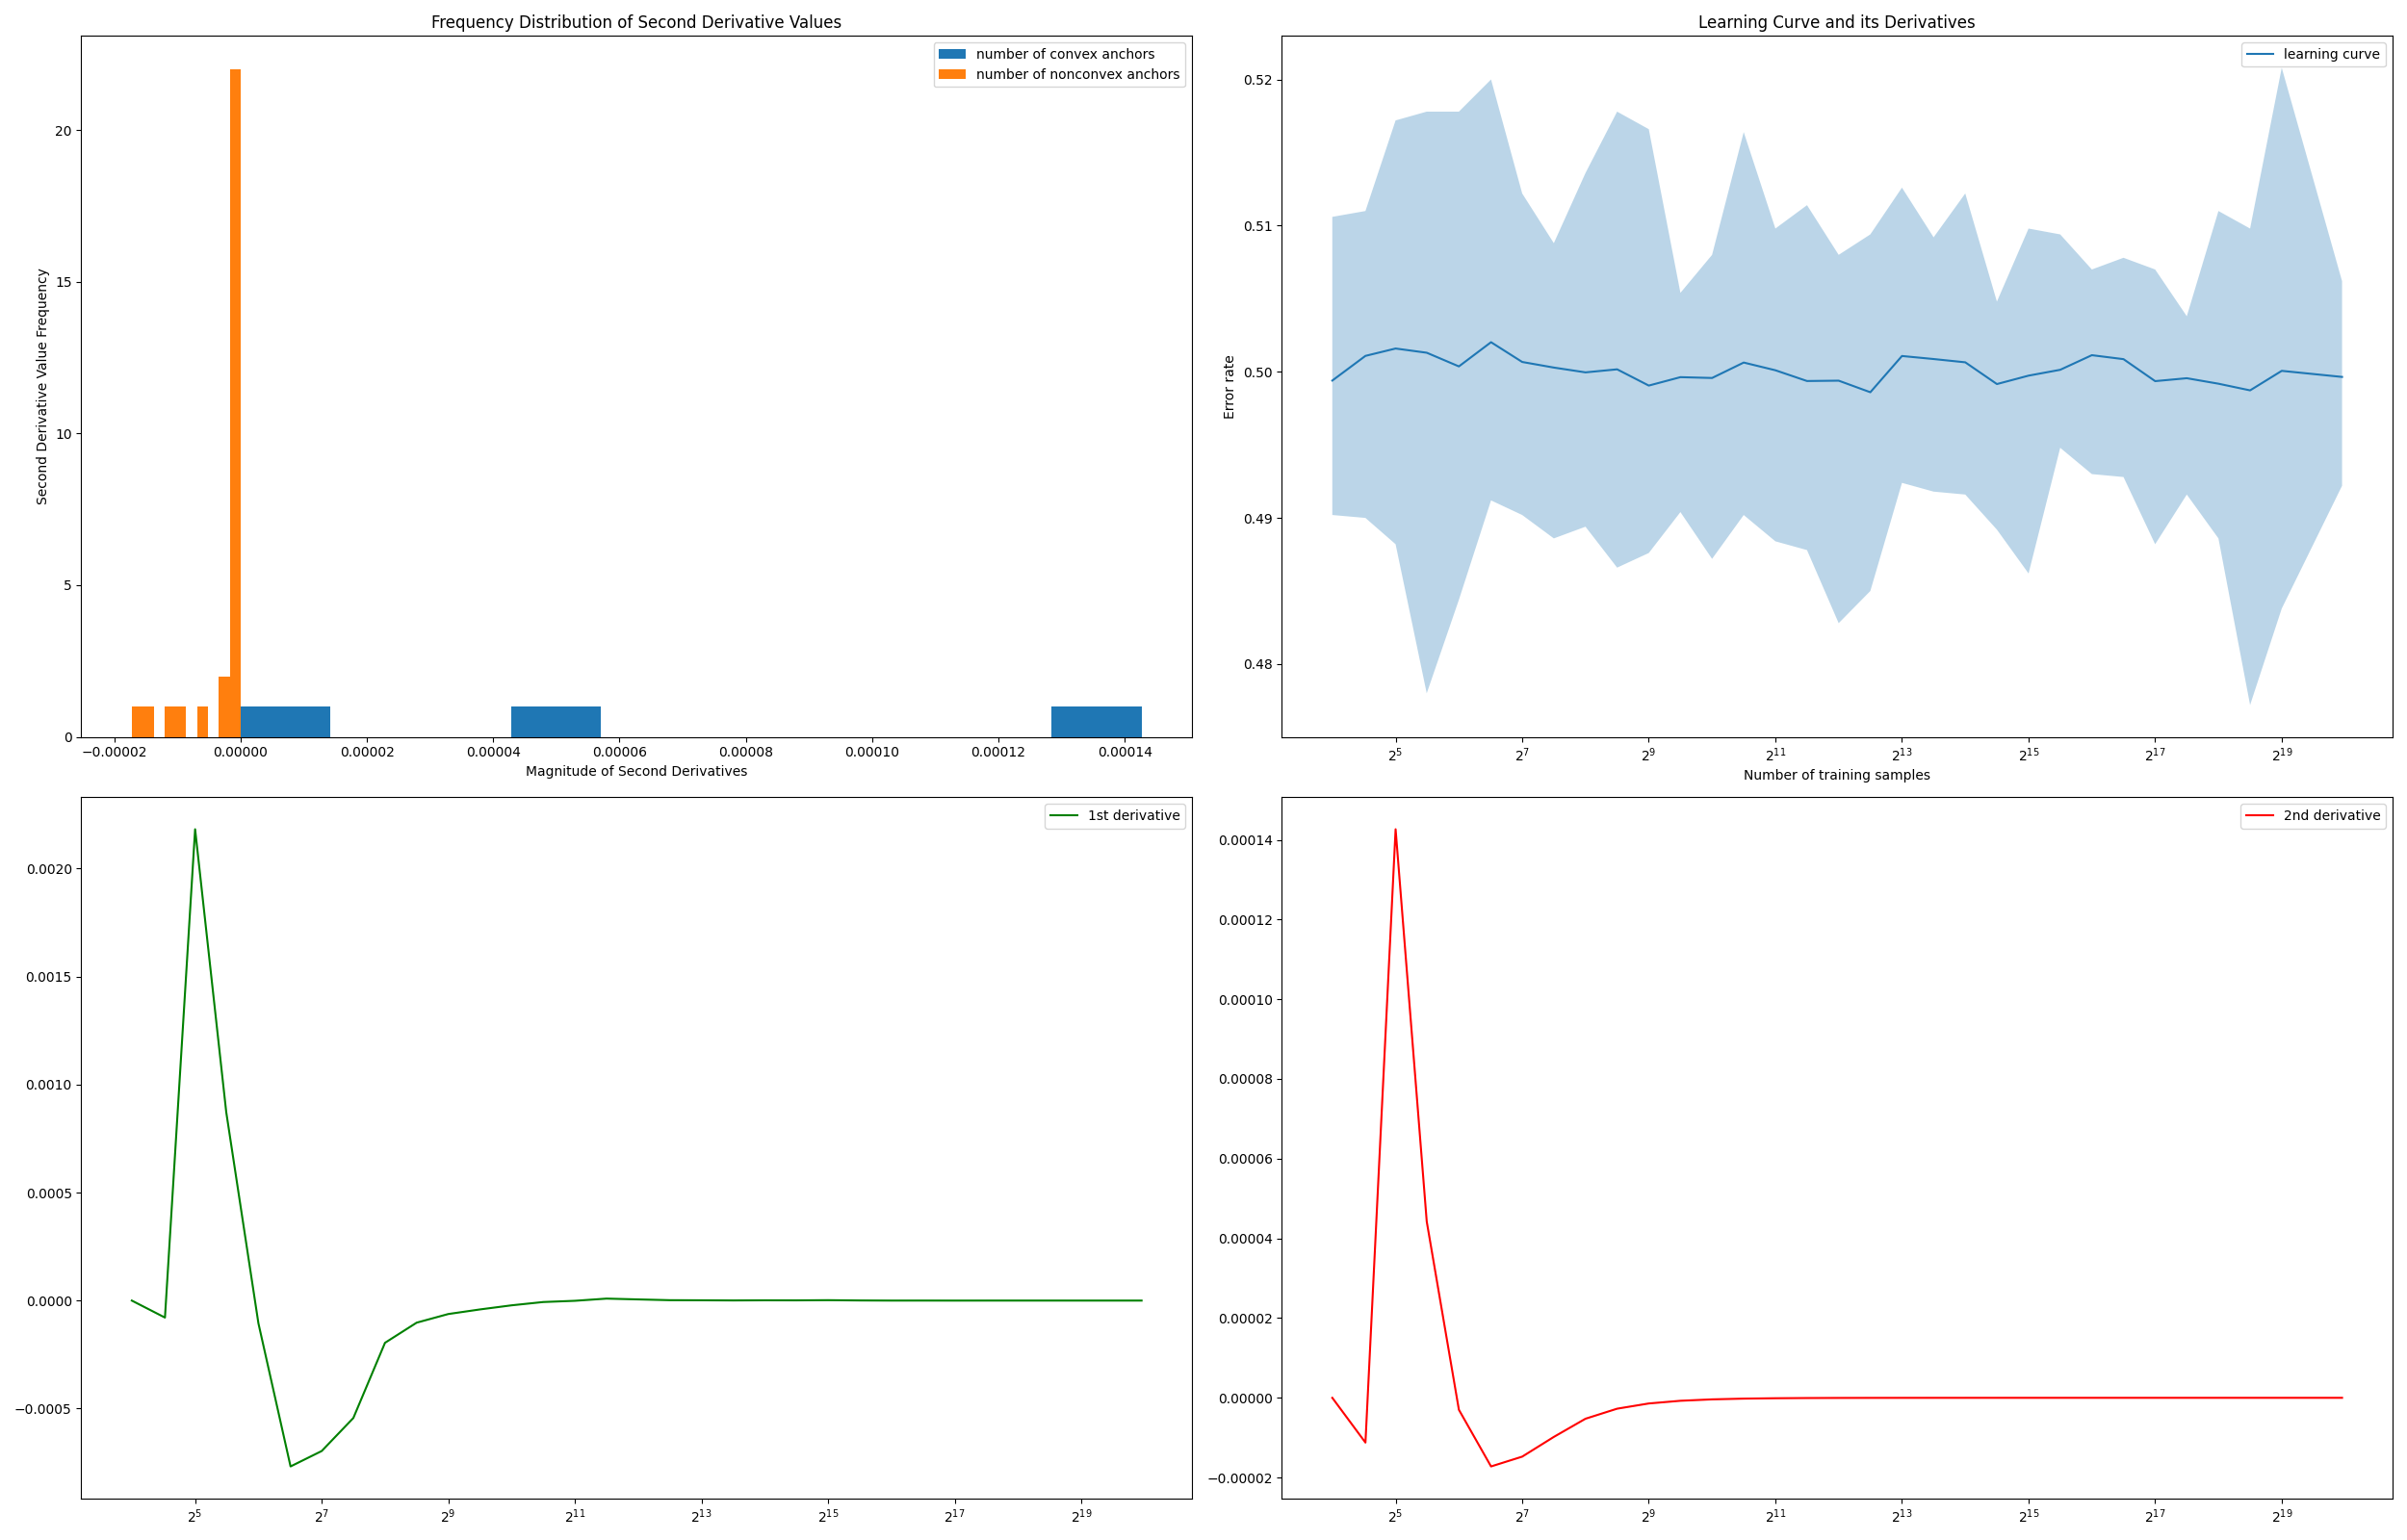 Frequency Distribution of Second Derivative Values
number of convex anchors
number of nonconvex anchors
Second Derivative Value Frequency
20
15
10
5
0
−0.00002 0.00000 0.00002 0.00004 0.00006 0.00008 0.00010 0.00012 0.00014
Magnitude of Second Derivatives
Learning Curve and its Derivatives
learning curve
Error rate
0.52
0.51
0.50
0.49
0.48
2^5 2^7 2^9 2^11 2^13 2^15 2^17 2^19
Number of training samples
1st derivative
0.0020
0.0015
0.0010
0.0005
0.0000
−0.0005
2^5 2^7 2^9 2^11 2^13 2^15 2^17 2^19
2nd derivative
0.00014
0.00012
0.00010
0.00008
0.00006
0.00004
0.00002
0.00000
−0.00002
2^5 2^7 2^9 2^11 2^13 2^15 2^17 2^19